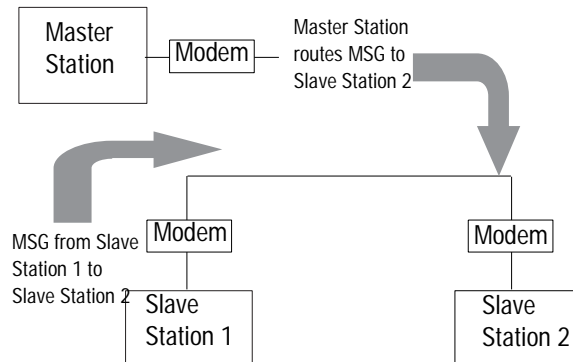 Master
Station
Modem
Master Station
routes MSG to
Slave Station 2
MSG from Slave
Station 1 to
Slave Station 2
Modem
Modem
Slave
Station 1
Slave
Station 2